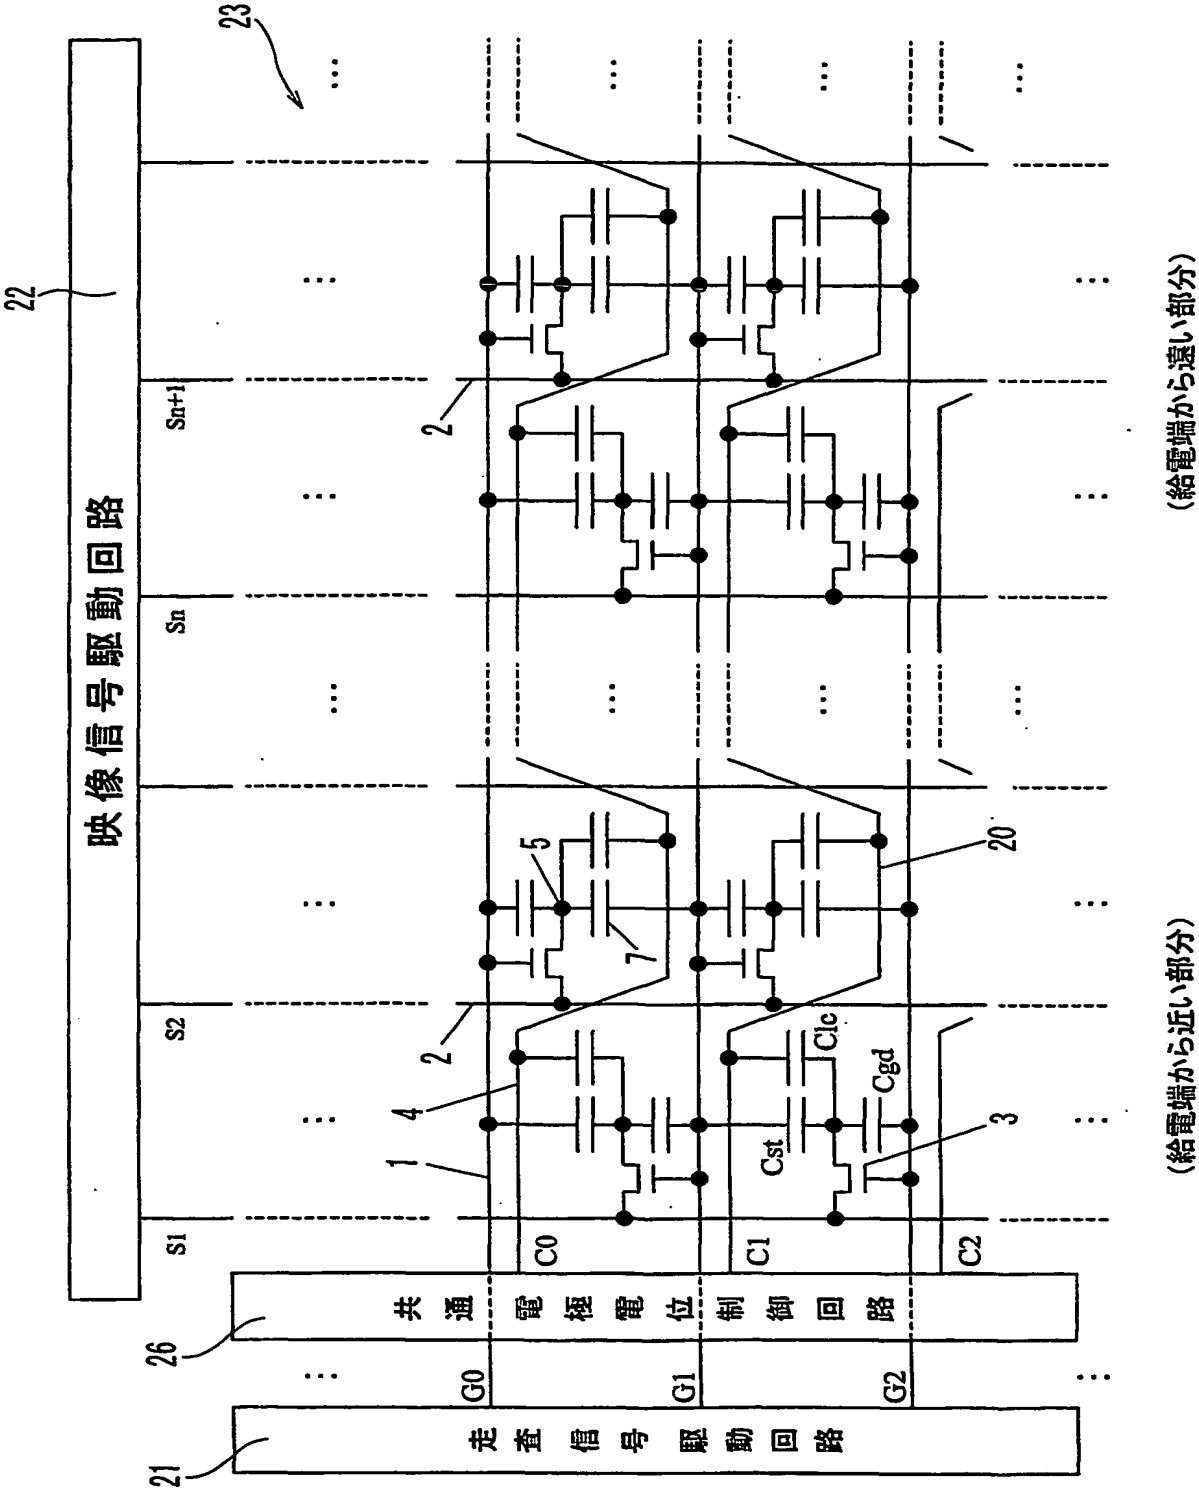 23
22
映像信号駆動回路
S1
S2
Sn
Sn+1
2
2
1
4
5
7
Clc
Cgd
Cst
3
20
C0
C1
C2
26
共通電極電位制御回路
G0
G1
G2
21
走査信号駆動回路
(給電端から近い部分)
(給電端から遠い部分)